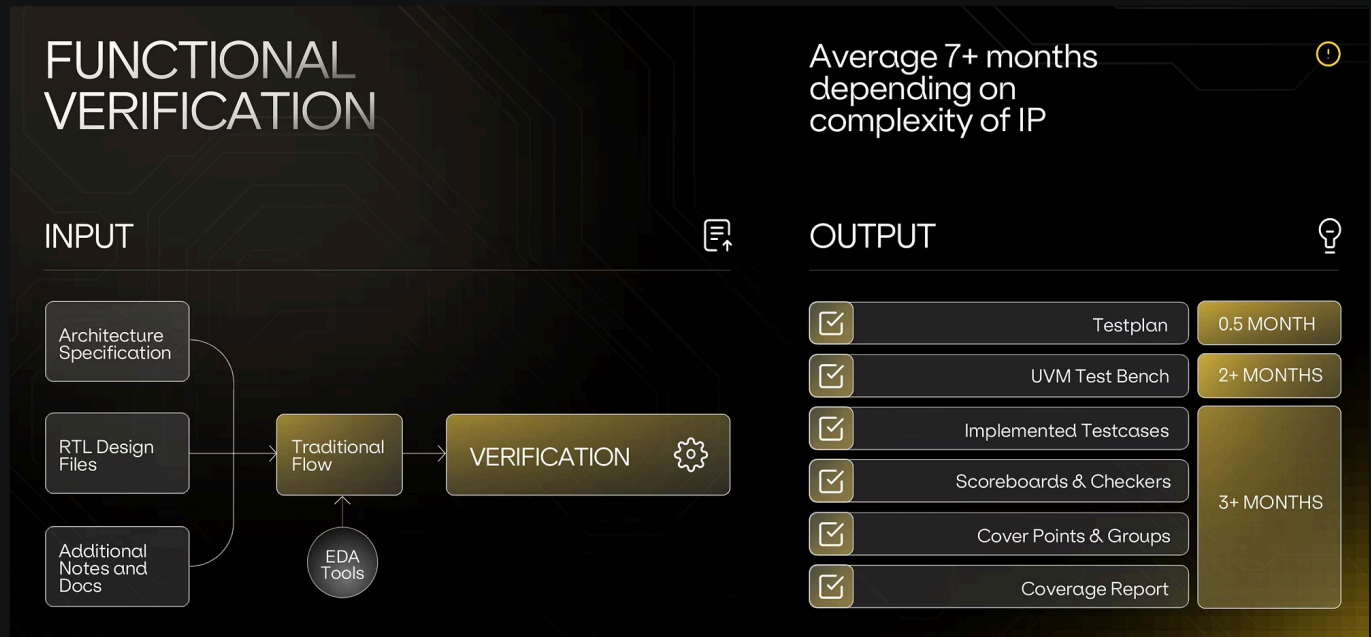 FUNCTIONAL
VERIFICATION
Average 7+ months
depending on
complexity of IP
INPUT
Architecture
Specification
RTL Design
Files
Additional
Notes and
Docs
Traditional
Flow
EDA
Tools
VERIFICATION
OUTPUT
Testplan
0.5 MONTH
UVM Test Bench
2+ MONTHS
Implemented Testcases
Scoreboards & Checkers
Cover Points & Groups
Coverage Report
3+ MONTHS